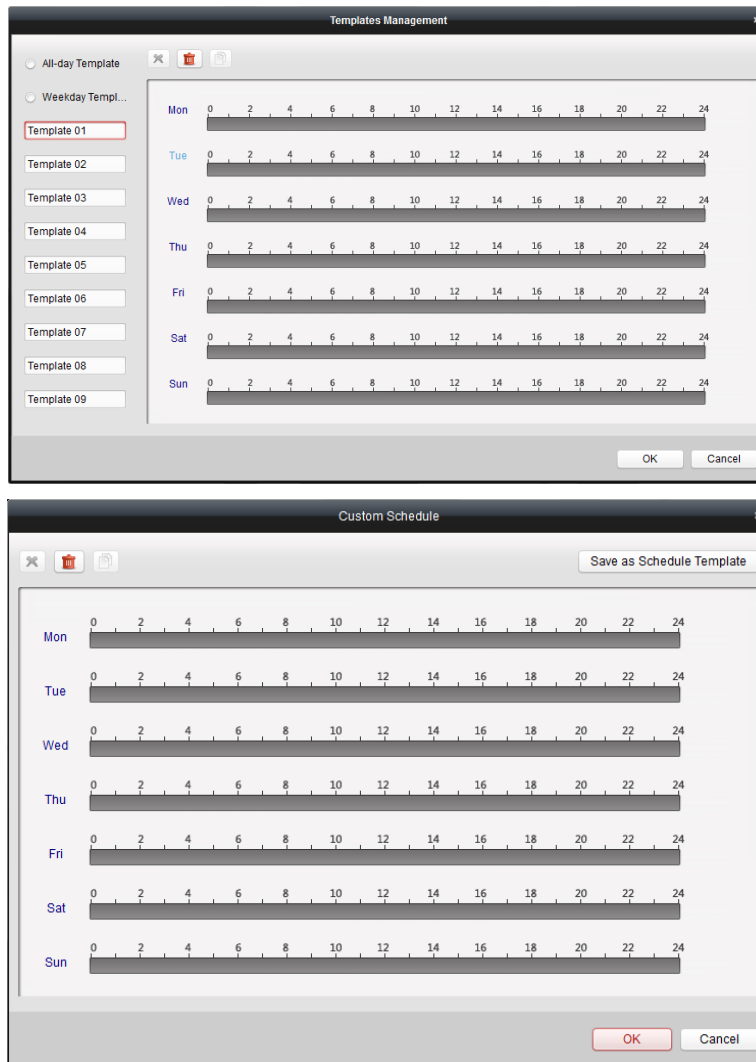 Templates Management
All-day Template
Weekday Templ...
Template 01
Template 02
Template 03
Template 04
Template 05
Template 06
Template 07
Template 08
Template 09
Mon 0 2 4 6 8 10 12 14 16 18 20 22 24
Tue 0 2 4 6 8 10 12 14 16 18 20 22 24
Wed 0 2 4 6 8 10 12 14 16 18 20 22 24
Thu 0 2 4 6 8 10 12 14 16 18 20 22 24
Fri 0 2 4 6 8 10 12 14 16 18 20 22 24
Sat 0 2 4 6 8 10 12 14 16 18 20 22 24
Sun 0 2 4 6 8 10 12 14 16 18 20 22 24
OK Cancel
Custom Schedule
Save as Schedule Template
Mon 0 2 4 6 8 10 12 14 16 18 20 22 24
Tue 0 2 4 6 8 10 12 14 16 18 20 22 24
Wed 0 2 4 6 8 10 12 14 16 18 20 22 24
Thu 0 2 4 6 8 10 12 14 16 18 20 22 24
Fri 0 2 4 6 8 10 12 14 16 18 20 22 24
Sat 0 2 4 6 8 10 12 14 16 18 20 22 24
Sun 0 2 4 6 8 10 12 14 16 18 20 22 24
OK Cancel